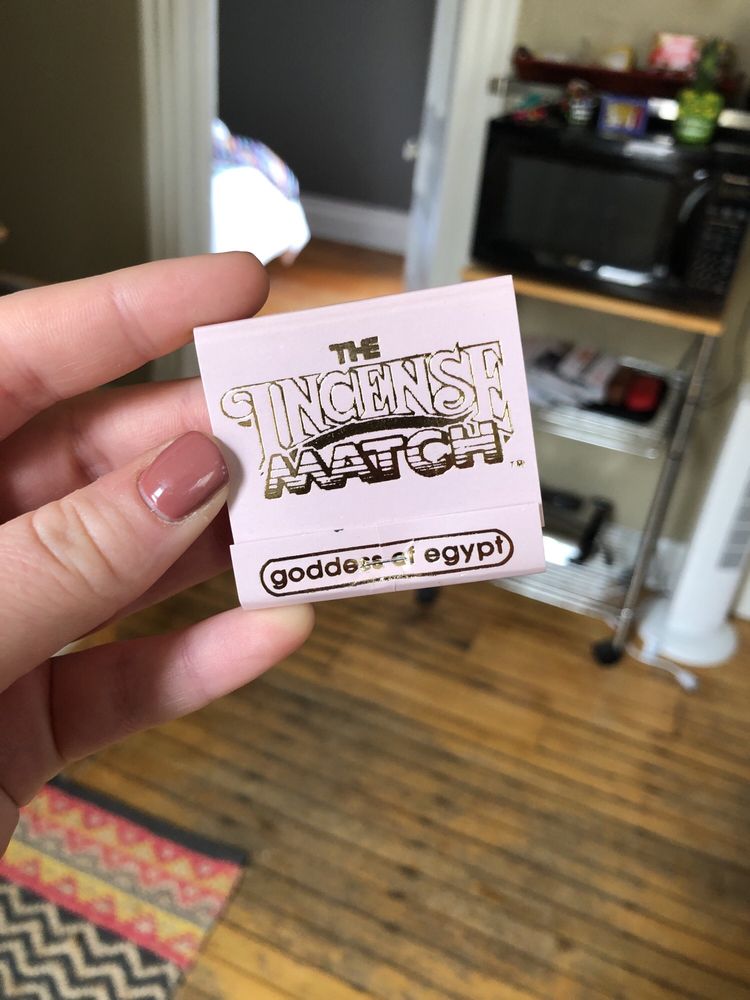 THE
INCENSE
MATCH
TM
goddess of egypt